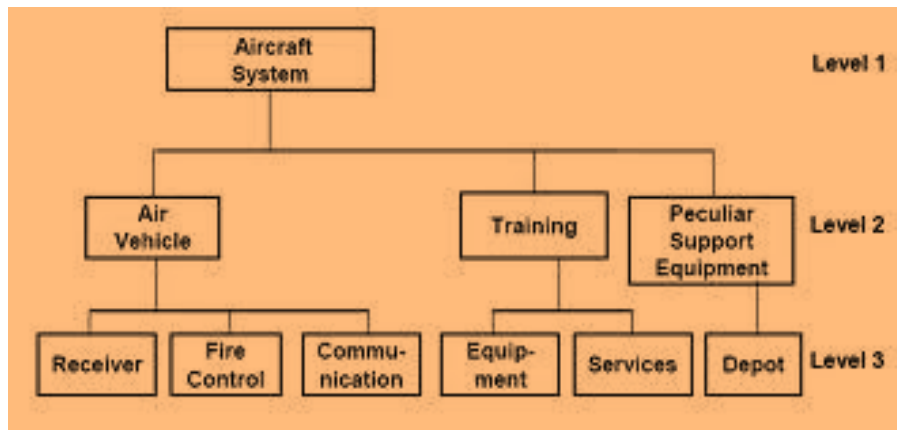 Aircraft
System
Level 1
Air
Vehicle
Training
Peculiar
Support
Equipment
Level 2
Receiver
Fire
Control
Commu-
nication
Equip-
ment
Services
Depot
Level 3